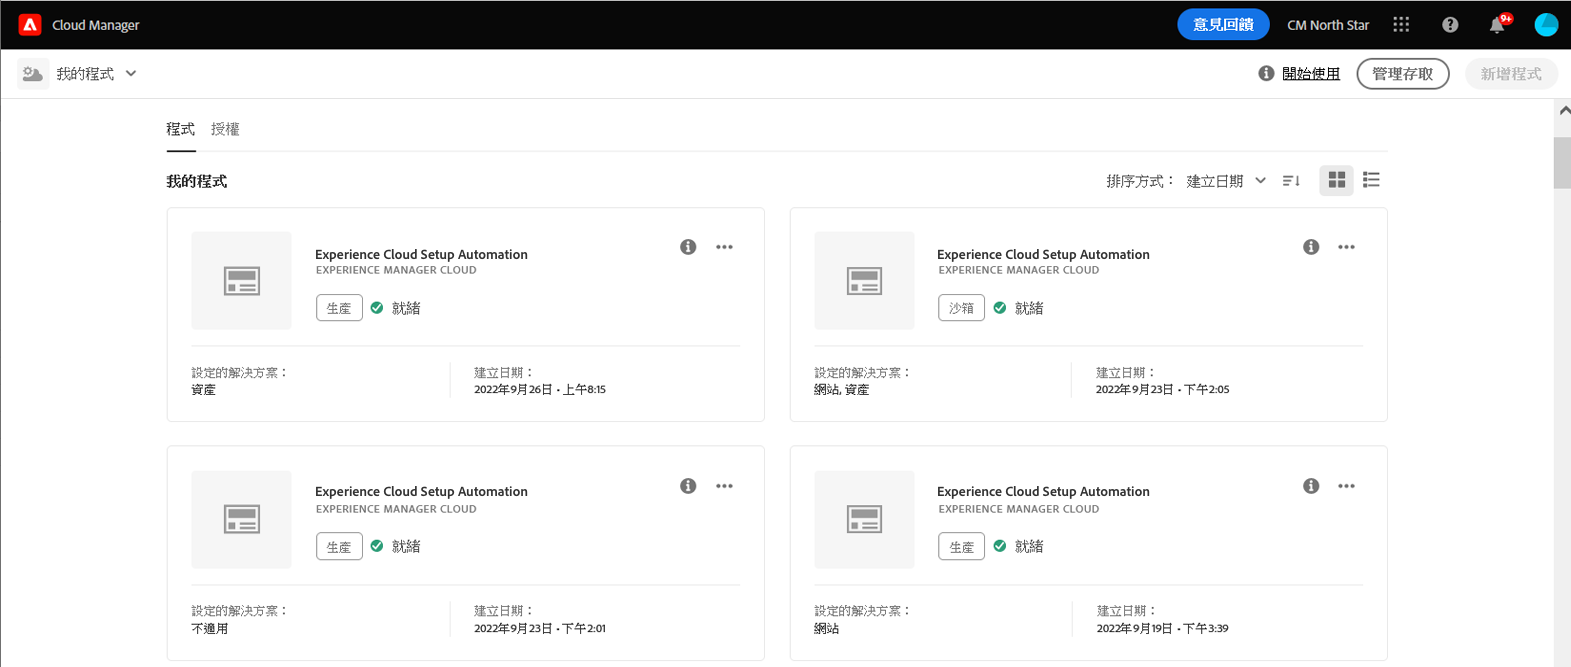 Cloud Manager
意見回饋
CM North Star
9+
我的程式
開始使用
管理存取
新增程式
程式 授權
我的程式
排序方式： 建立日期
Experience Cloud Setup Automation
EXPERIENCE MANAGER CLOUD
生產 就緒
設定的解決方案：
資產
建立日期：
2022年9月26日 • 上午8:15
Experience Cloud Setup Automation
EXPERIENCE MANAGER CLOUD
沙箱 就緒
設定的解決方案：
網站, 資產
建立日期：
2022年9月23日 • 下午2:05
Experience Cloud Setup Automation
EXPERIENCE MANAGER CLOUD
生產 就緒
設定的解決方案：
不適用
建立日期：
2022年9月23日 • 下午2:01
Experience Cloud Setup Automation
EXPERIENCE MANAGER CLOUD
生產 就緒
設定的解決方案：
網站
建立日期：
2022年9月19日 • 下午3:39